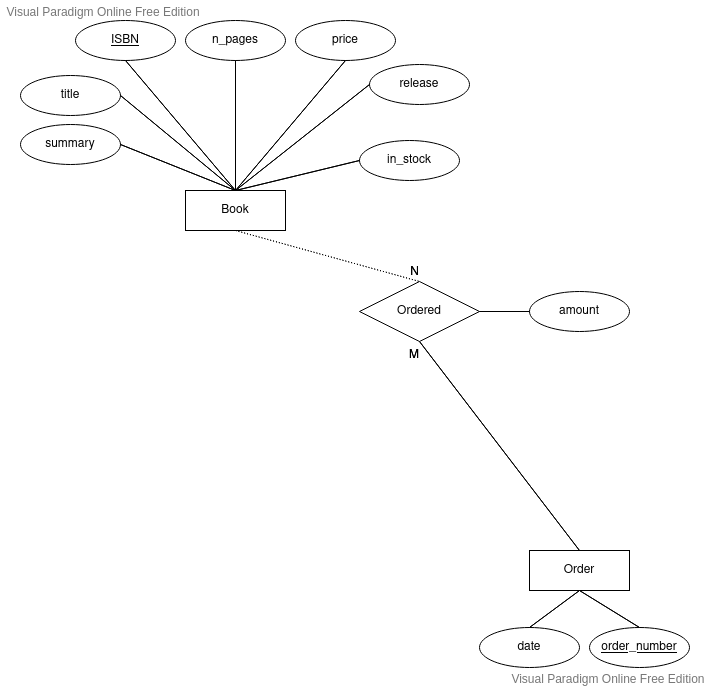 Visual Paradigm Online Free Edition
ISBN
n_pages
price
release
title
summary
in_stock
Book
N
Ordered
amount
M
Order
date
order_number
Visual Paradigm Online Free Edition